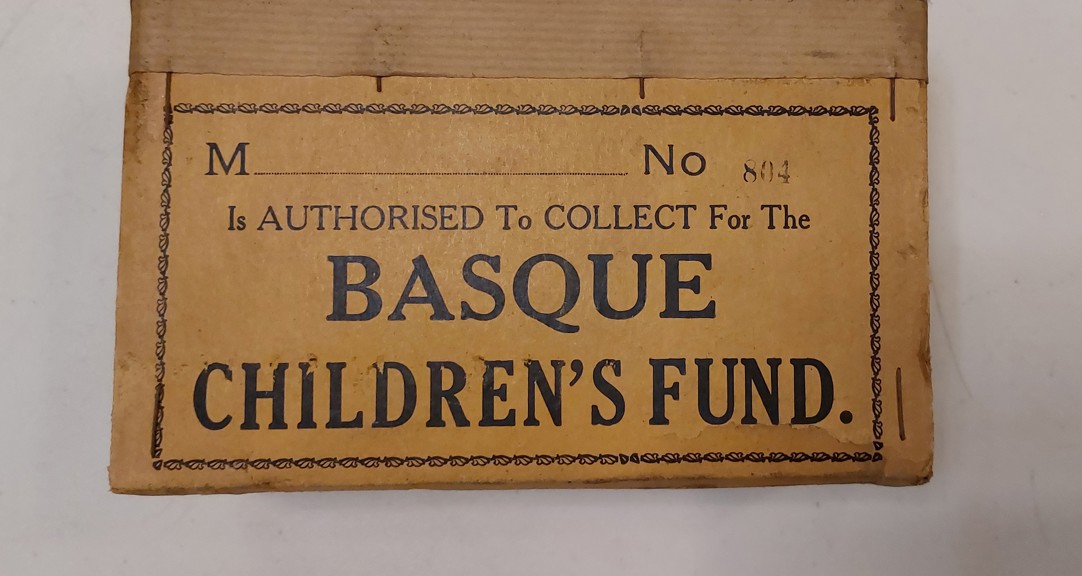 M No 804
Is AUTHORISED To COLLECT For The
BASQUE
CHILDREN'S FUND.